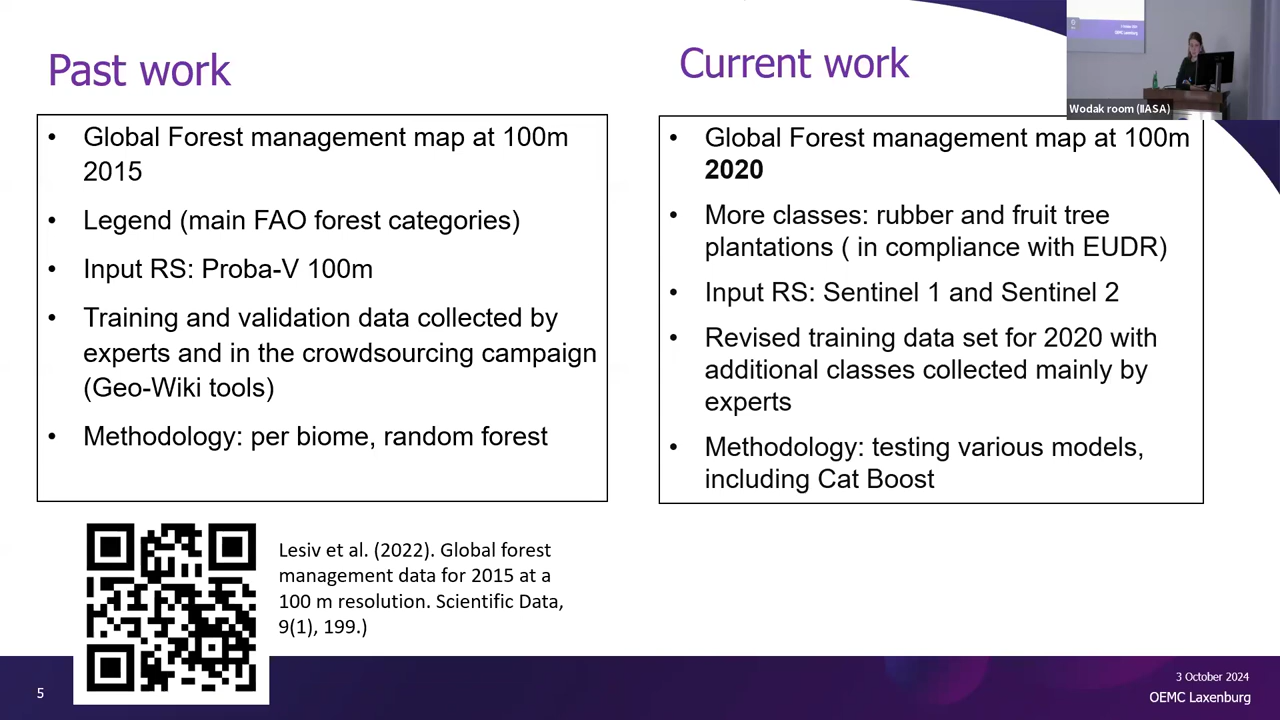 Past work
• Global Forest management map at 100m
2015
• Legend (main FAO forest categories)
• Input RS: Proba-V 100m
• Training and validation data collected by
experts and in the crowdsourcing campaign
(Geo-Wiki tools)
• Methodology: per biome, random forest
Lesiv et al. (2022). Global forest
management data for 2015 at a
100 m resolution. Scientific Data,
9(1), 199.)
Current work
• Global Forest management map at 100m
2020
• More classes: rubber and fruit tree
plantations ( in compliance with EUDR)
• Input RS: Sentinel 1 and Sentinel 2
• Revised training data set for 2020 with
additional classes collected mainly by
experts
• Methodology: testing various models,
including Cat Boost
OEMC Laxenburg
Wodak room (IIASA)
5
3 October 2024
OEMC Laxenburg